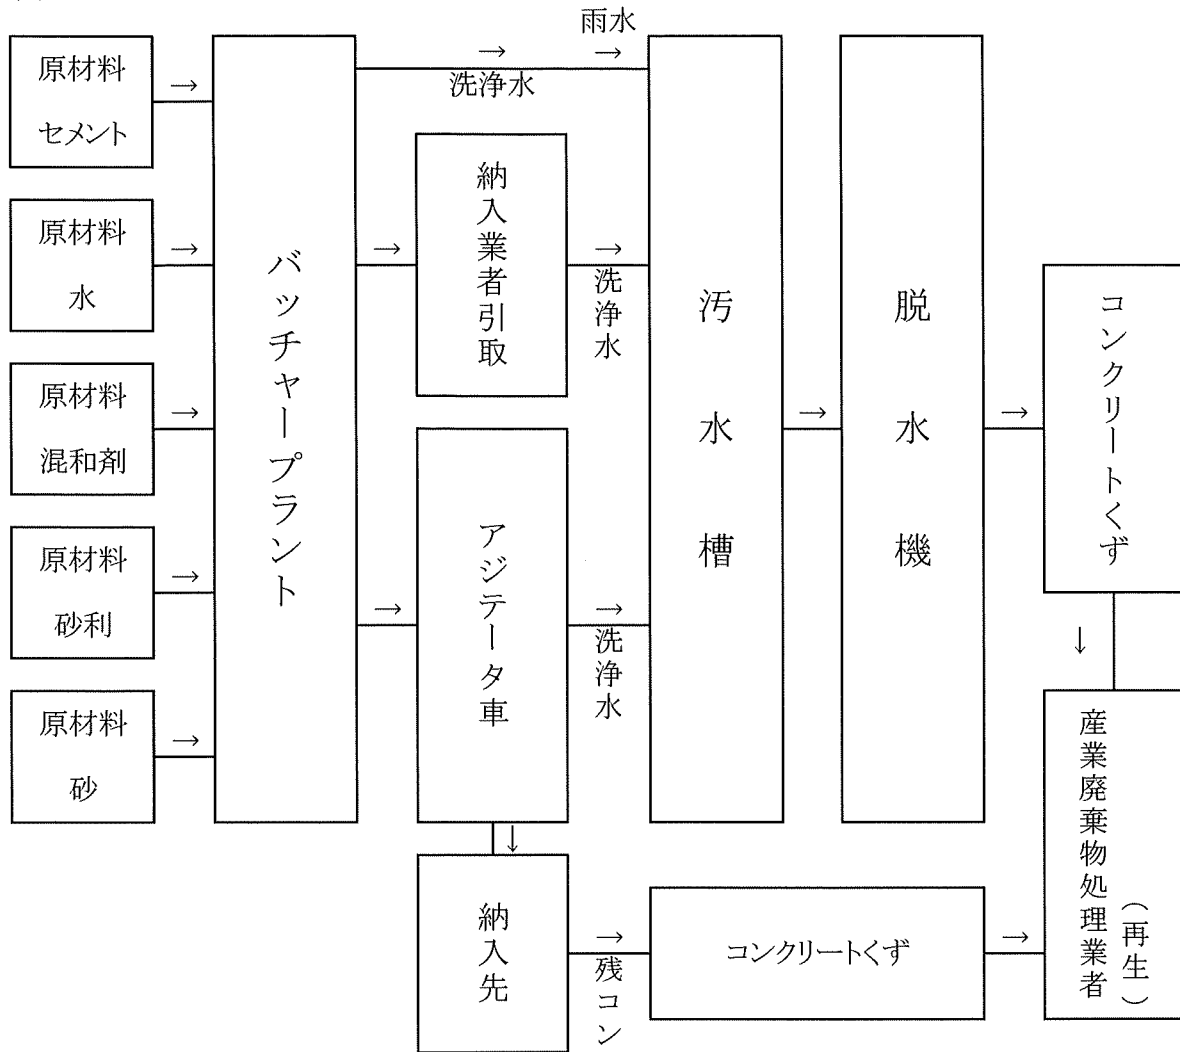 雨水
→
→
洗浄水
原材料
セメント
→
原材料
水
→
原材料
混和剤
→
原材料
砂利
→
原材料
砂
→
バッチャープラント
→
納入業者引取
→
洗浄水
→
アジテータ車
→
洗浄水
汚水槽
→
脱水機
→
コンクリートくず
↓
↓
納入先
→
残コン
コンクリートくず
→
産業廃棄物処理業者
（再生）